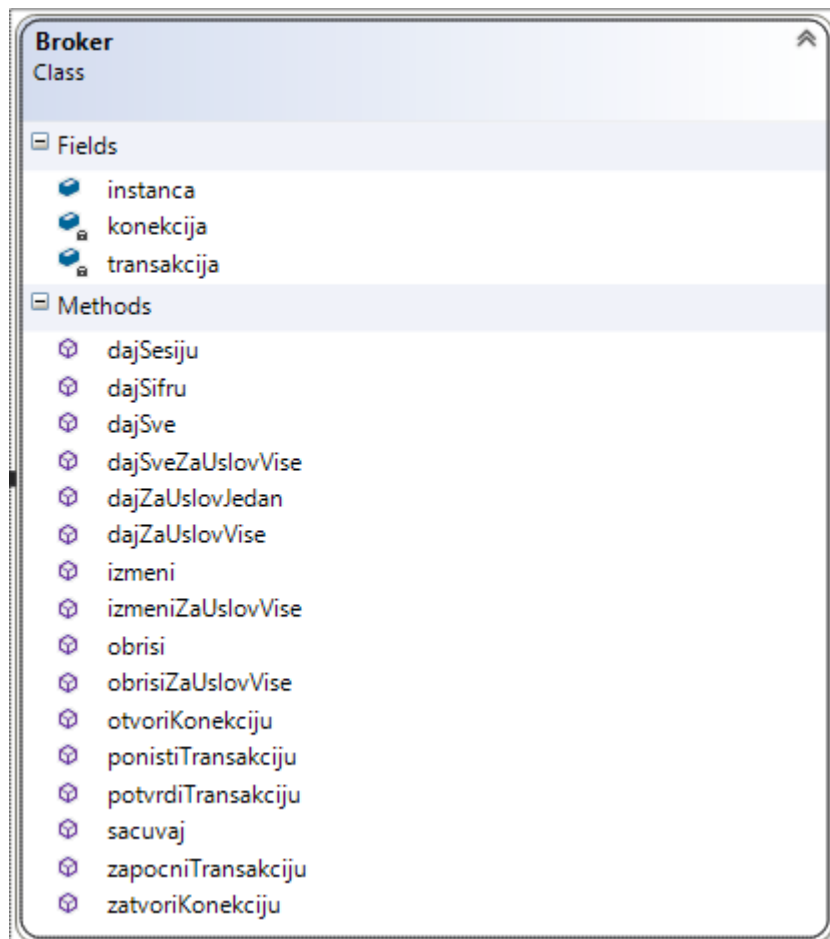 Broker
Class
Fields
instanca
konekcija
transakcija
Methods
dajSesiju
dajSifru
dajSve
dajSveZaUslovVise
dajZaUslovJedan
dajZaUslovVise
izmeni
izmeniZaUslovVise
obrisi
obrisiZaUslovVise
otvoriKonekciju
ponistiTransakciju
potvrdiTransakciju
sacuvaj
zapocniTransakciju
zatvoriKonekciju